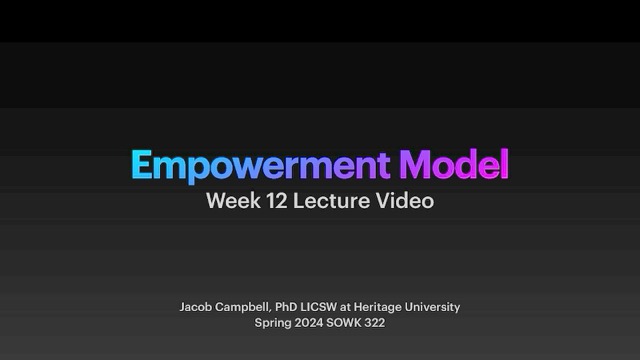 Empowerment Model
Week 12 Lecture Video
Jacob Campbell, PhD LICSW at Heritage University
Spring 2024 SOWK 322